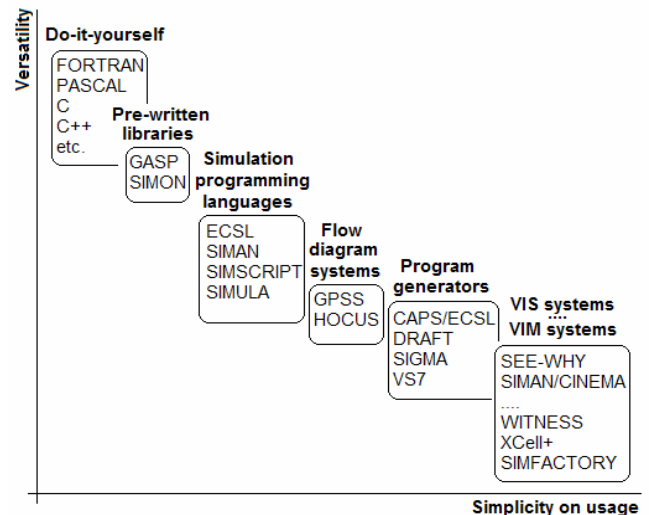 Versatility
Do-it-yourself
FORTRAN
PASCAL
C
C++
etc.
Pre-written
libraries
GASP
SIMON
Simulation
programming
languages
ECSL
SIMAN
SIMSCRIPT
SIMULA
Flow
diagram
systems
GPSS
HOCUS
Program
generators
CAPS/ECSL
DRAFT
SIGMA
VS7
VIS systems
....
VIM systems
SEE-WHY
SIMAN/CINEMA
....
WITNESS
XCell+
SIMFACTORY
Simplicity on usage